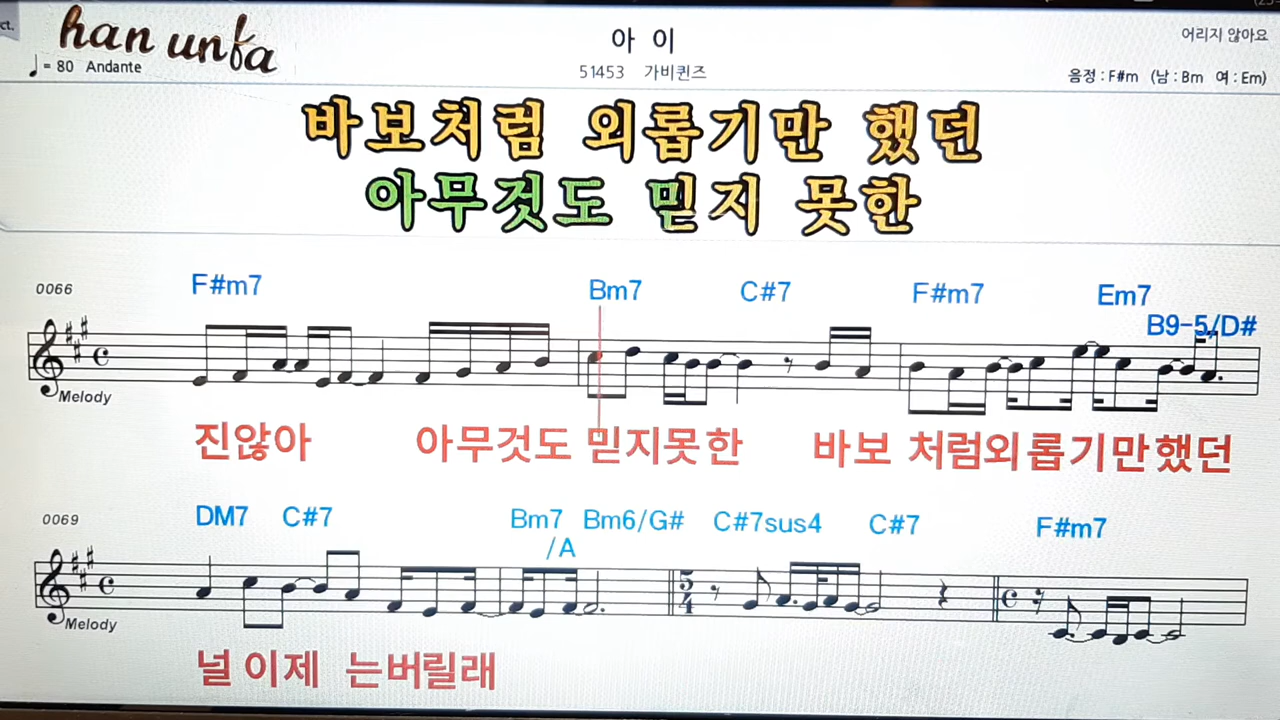 ct.
han unfa
아 이
어리지 않아요
♩= 80 Andante
51453 가비퀸즈
음정 : F#m (남 : Bm 여 : Em)
바보처럼 외롭기만 했던
아무것도 믿지 못한
0066
F#m7 Bm7 C#7 F#m7 Em7
B9-5/D#
Melody
진않아 아무것도 믿지못한 바보 처럼외롭기만했던
0069
DM7 C#7 Bm7 Bm6/G# C#7sus4 C#7 F#m7
/A
5
4
Melody
널 이제 는버릴래